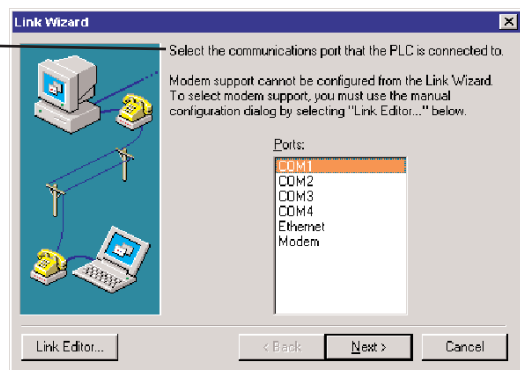 Link Wizard
Select the communications port that the PLC is connected to.
Modem support cannot be configured from the Link Wizard.
To select modem support, you must use the manual
configuration dialog by selecting "Link Editor..." below.
Ports:
COM1
COM2
COM3
COM4
Ethernet
Modem
Link Editor...
< Back
Next >
Cancel